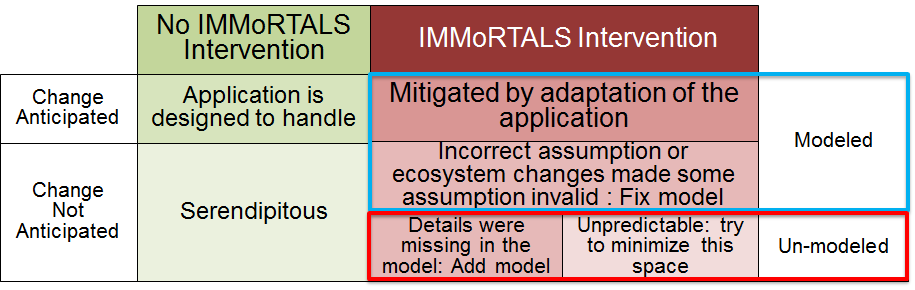 No IMMoRTALS
Intervention
IMMoRTALS Intervention
Change
Anticipated
Application is
designed to handle
Mitigated by adaptation of the
application
Modeled
Change
Not
Anticipated
Serendipitous
Incorrect assumption or
ecosystem changes made some
assumption invalid : Fix model
Details were
missing in the
model: Add model
Unpredictable: try
to minimize this
space
Un-modeled